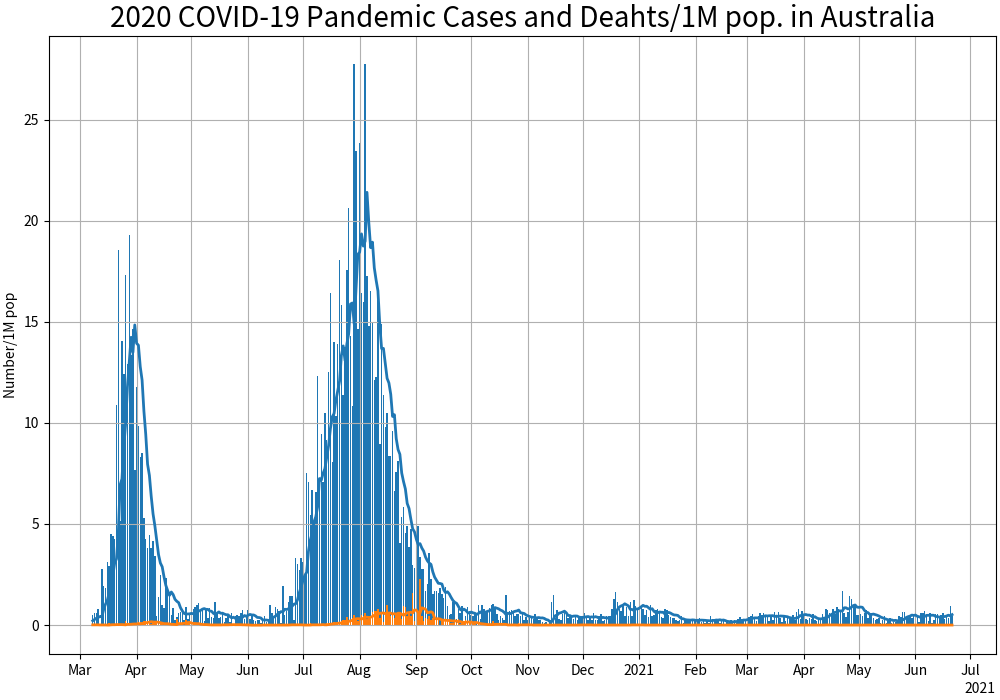 2020 COVID-19 Pandemic Cases and Deahts/1M pop. in Australia
Number/1M pop
25
20
15
10
5
0
Mar Apr May Jun Jul Aug Sep Oct Nov Dec 2021 Feb Mar Apr May Jun Jul
2021